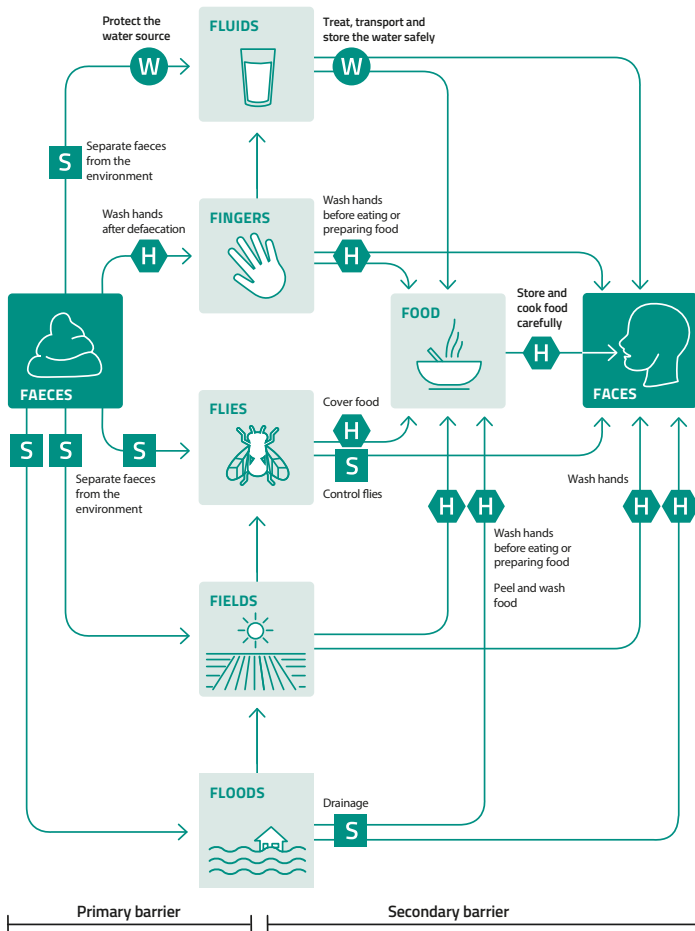 Protect the
water source
W
FLUIDS
Treat, transport and
store the water safely
W
S
Separate faeces
from the
environment
Wash hands
after defaecation
H
FINGERS
Wash hands
before eating or
preparing food
H
FAECES
FOOD
Store and
cook food
carefully
H
FACES
S
S
S
Separate faeces
from the
environment
FLIES
Cover food
H
S
Control flies
H
H
Wash hands
before eating or
preparing food
Peel and wash
food
Wash hands
H
H
FIELDS
FLOODS
Drainage
S
Primary barrier
Secondary barrier